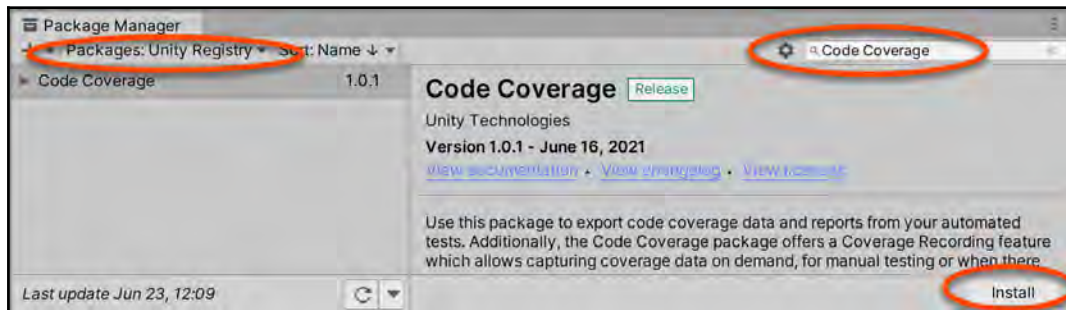 Package Manager
+ Packages: Unity Registry Sort: Name ↓
Code Coverage
Code Coverage 1.0.1
Code Coverage Release
Unity Technologies
Version 1.0.1 - June 16, 2021
View documentation • View changelog • View licenses
Use this package to export code coverage data and reports from your automated
tests. Additionally, the Code Coverage package offers a Coverage Recording feature
which allows capturing coverage data on demand, for manual testing or when there
Last update Jun 23, 12:09
Install